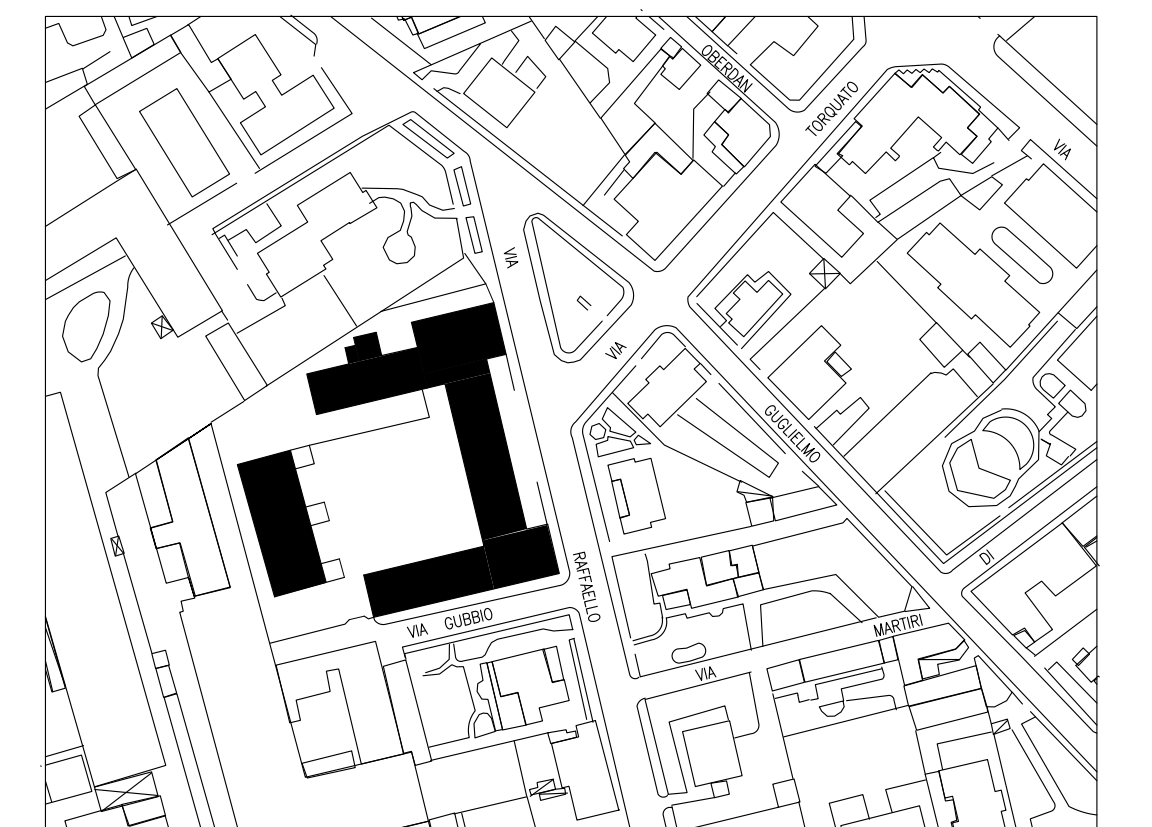 OBERDAN
TORQUATO
VIA
VIA
VIA
GUGLIELMO
DI
RAFFAELLO
VIA GUBBIO
MARTIRI
VIA